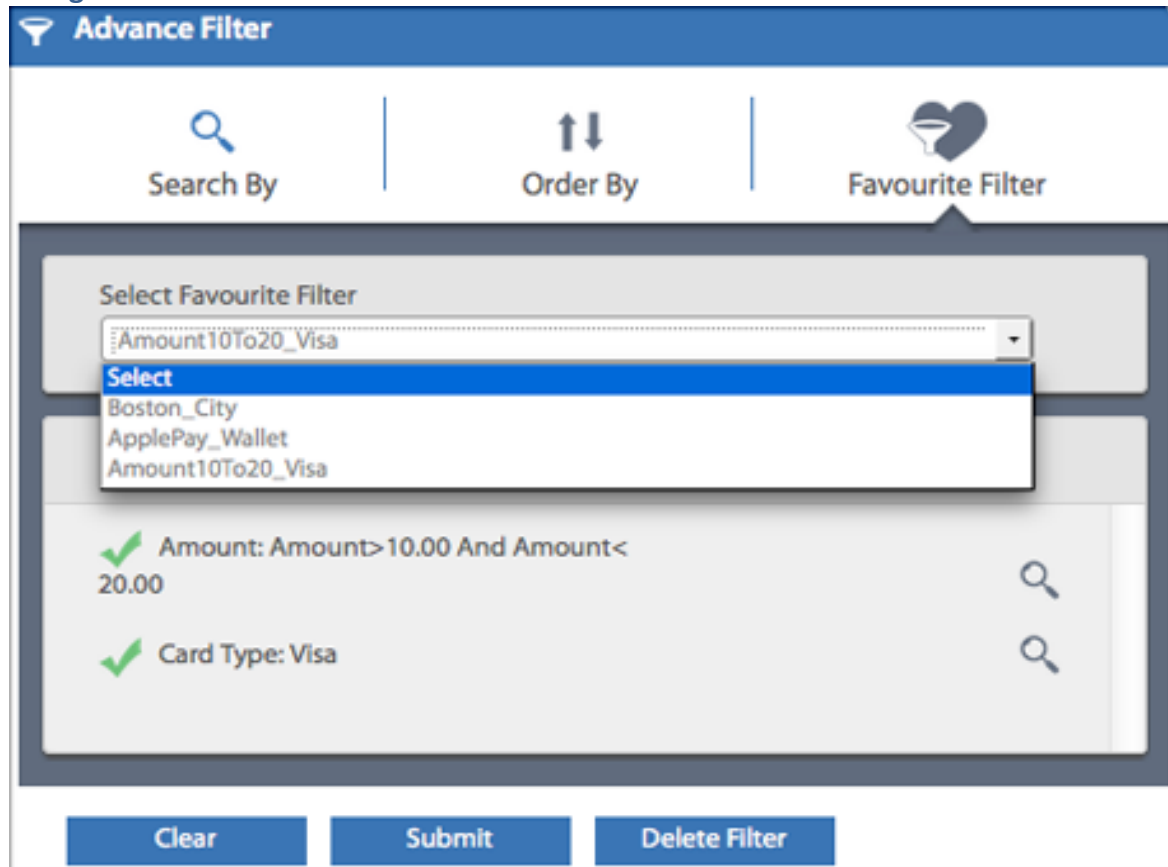 Advance Filter
Search By
Order By
Favourite Filter
Select Favourite Filter
Amount10To20_Visa
Select
Boston_City
ApplePay_Wallet
Amount10To20_Visa
Amount: Amount>10.00 And Amount<
20.00
Card Type: Visa
Clear
Submit
Delete Filter